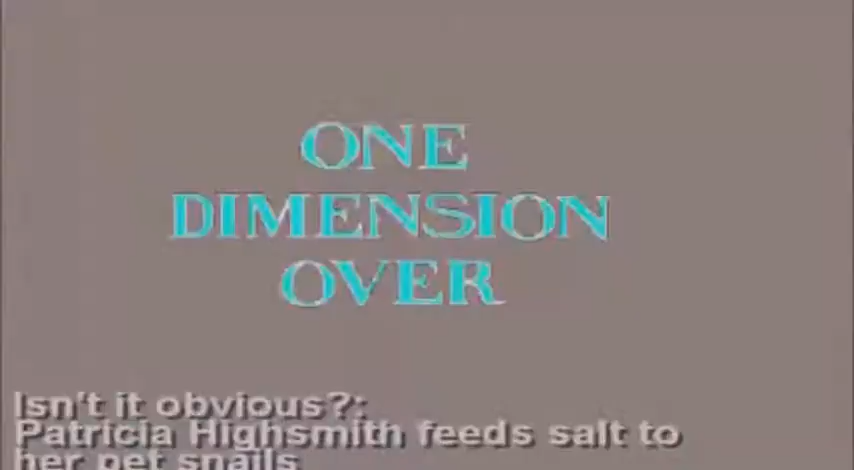 ONE
DIMENSION
OVER
Isn't it obvious?:
Patricia Highsmith feeds salt to
her pet snails